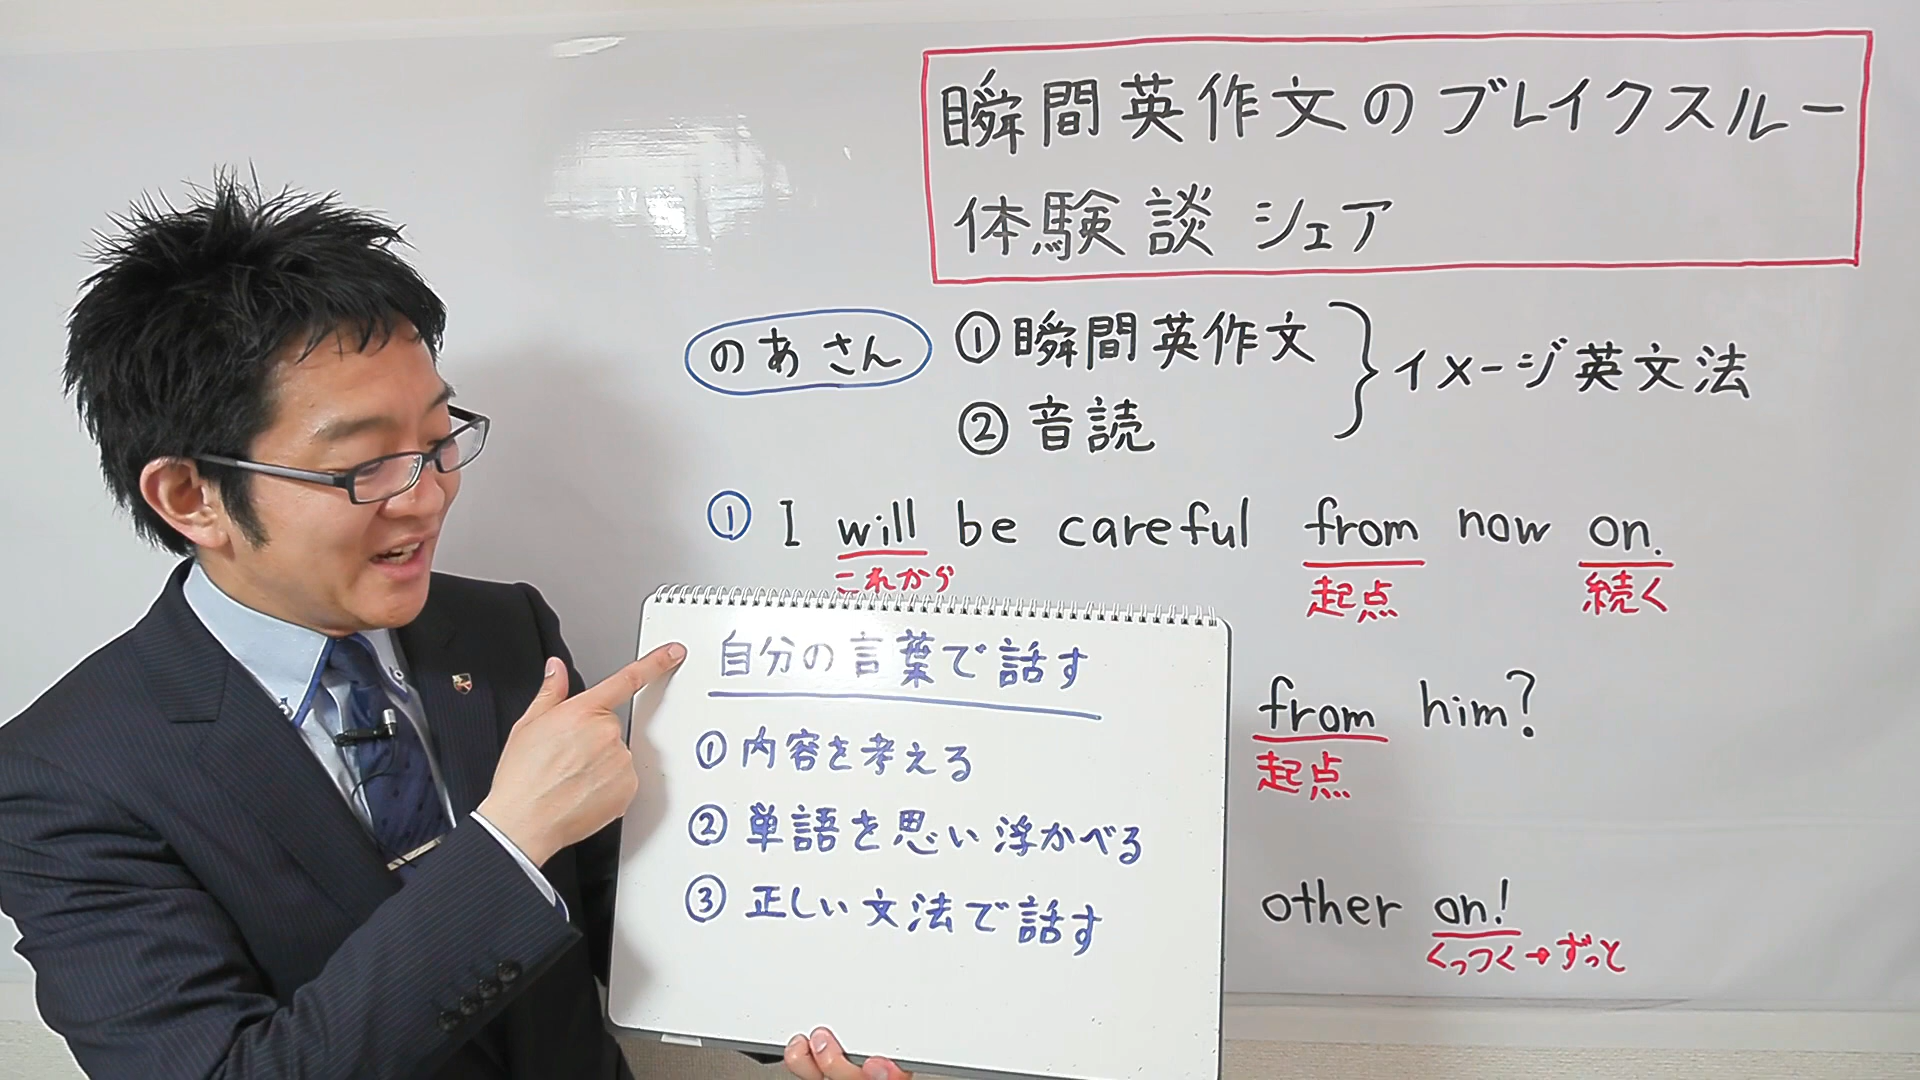 瞬間英作文のブレイクスルー
体験談シェア
のあさん
①瞬間英作文
②音読
イメージ英文法
① I will be careful from now on.
これから
起点
続く
自分の言葉で話す
①内容を考える
②単語を思い浮かべる
③正しい文法で話す
from him?
起点
other on!
くっつく→ずっと